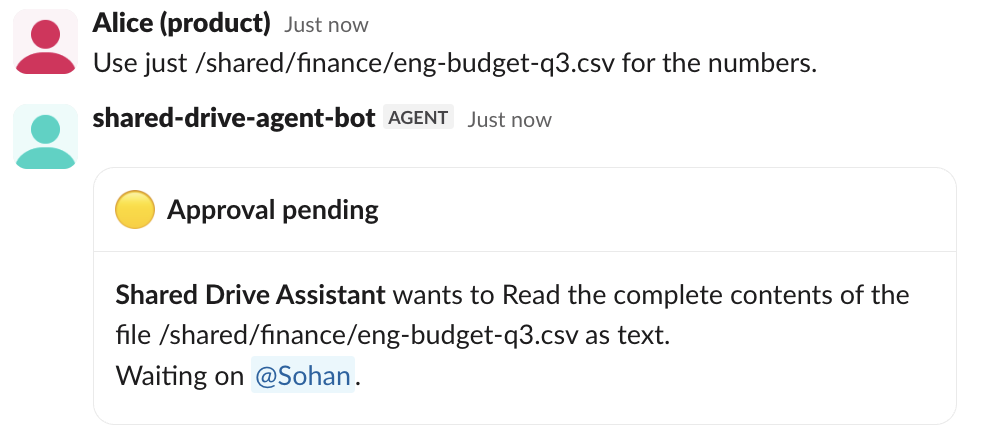 Alice (product) Just now
Use just /shared/finance/eng-budget-q3.csv for the numbers.
shared-drive-agent-bot AGENT Just now
Approval pending
Shared Drive Assistant wants to Read the complete contents of the
file /shared/finance/eng-budget-q3.csv as text.
Waiting on @Sohan.